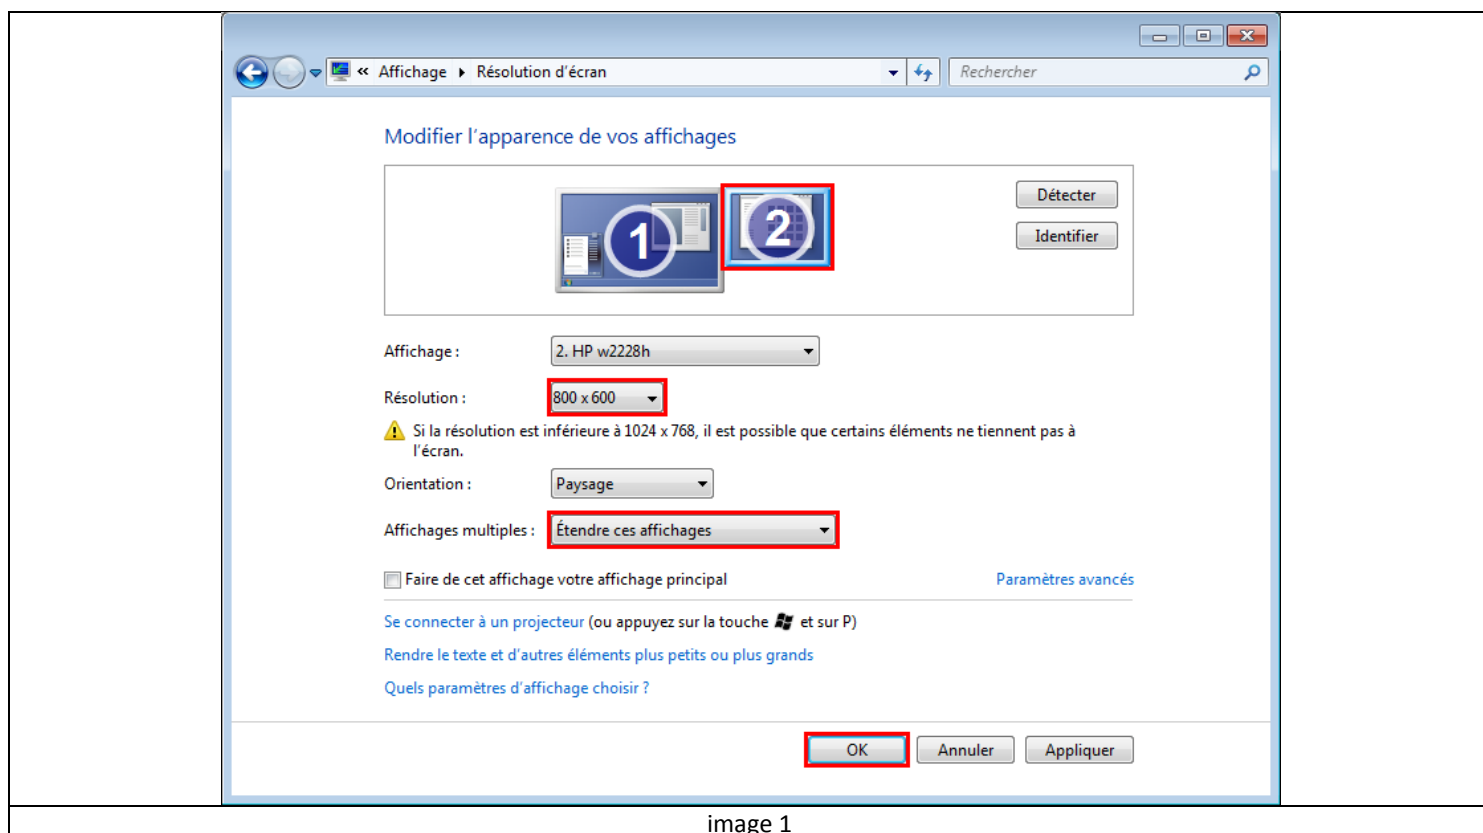 « Affichage ▸ Résolution d'écran
Rechercher
Modifier l'apparence de vos affichages
1
2
Détecter
Identifier
Affichage :
2. HP w2228h
Résolution :
800 x 600
Si la résolution est inférieure à 1024 x 768, il est possible que certains éléments ne tiennent pas à
l'écran.
Orientation :
Paysage
Affichages multiples :
Étendre ces affichages
Faire de cet affichage votre affichage principal
Paramètres avancés
Se connecter à un projecteur (ou appuyez sur la touche et sur P)
Rendre le texte et d'autres éléments plus petits ou plus grands
Quels paramètres d'affichage choisir ?
OK
Annuler
Appliquer
image 1